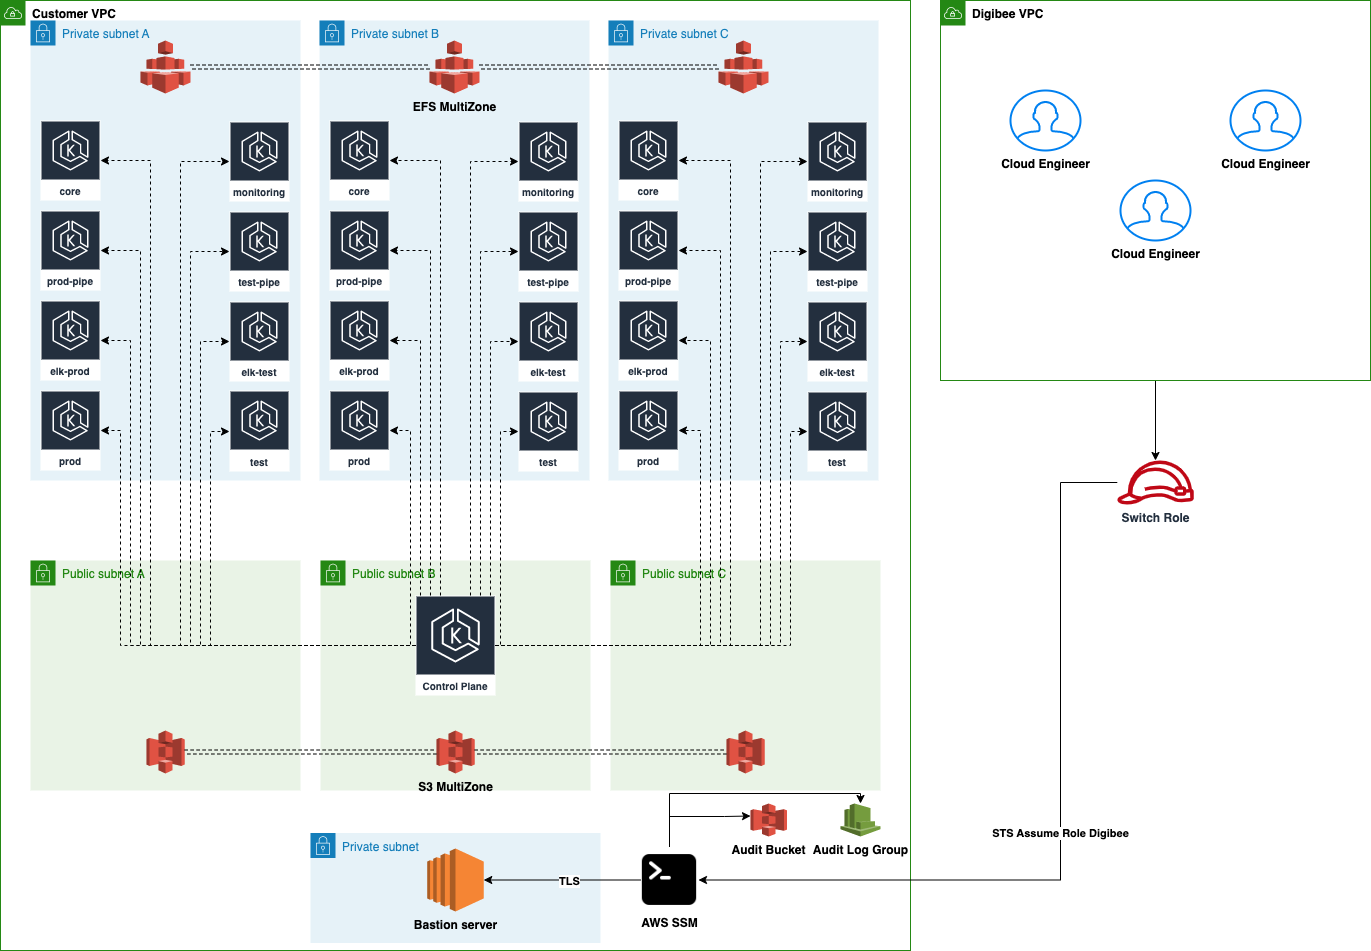 Customer VPC
Private subnet A
Private subnet B
Private subnet C
EFS MultiZone
K
K
K
K
K
K
core
monitoring
core
monitoring
core
monitoring
K
K
K
K
K
K
prod-pipe
test-pipe
prod-pipe
test-pipe
prod-pipe
test-pipe
K
K
K
K
K
K
elk-prod
elk-test
elk-prod
elk-test
elk-prod
elk-test
K
K
K
K
K
K
prod
test
prod
test
prod
test
Public subnet A
Public subnet B
Public subnet C
K
Control Plane
S3 MultiZone
Private subnet
Bastion server
TLS
>_
AWS SSM
Audit Bucket
Audit Log Group
Digibee VPC
Cloud Engineer
Cloud Engineer
Cloud Engineer
Switch Role
STS Assume Role Digibee